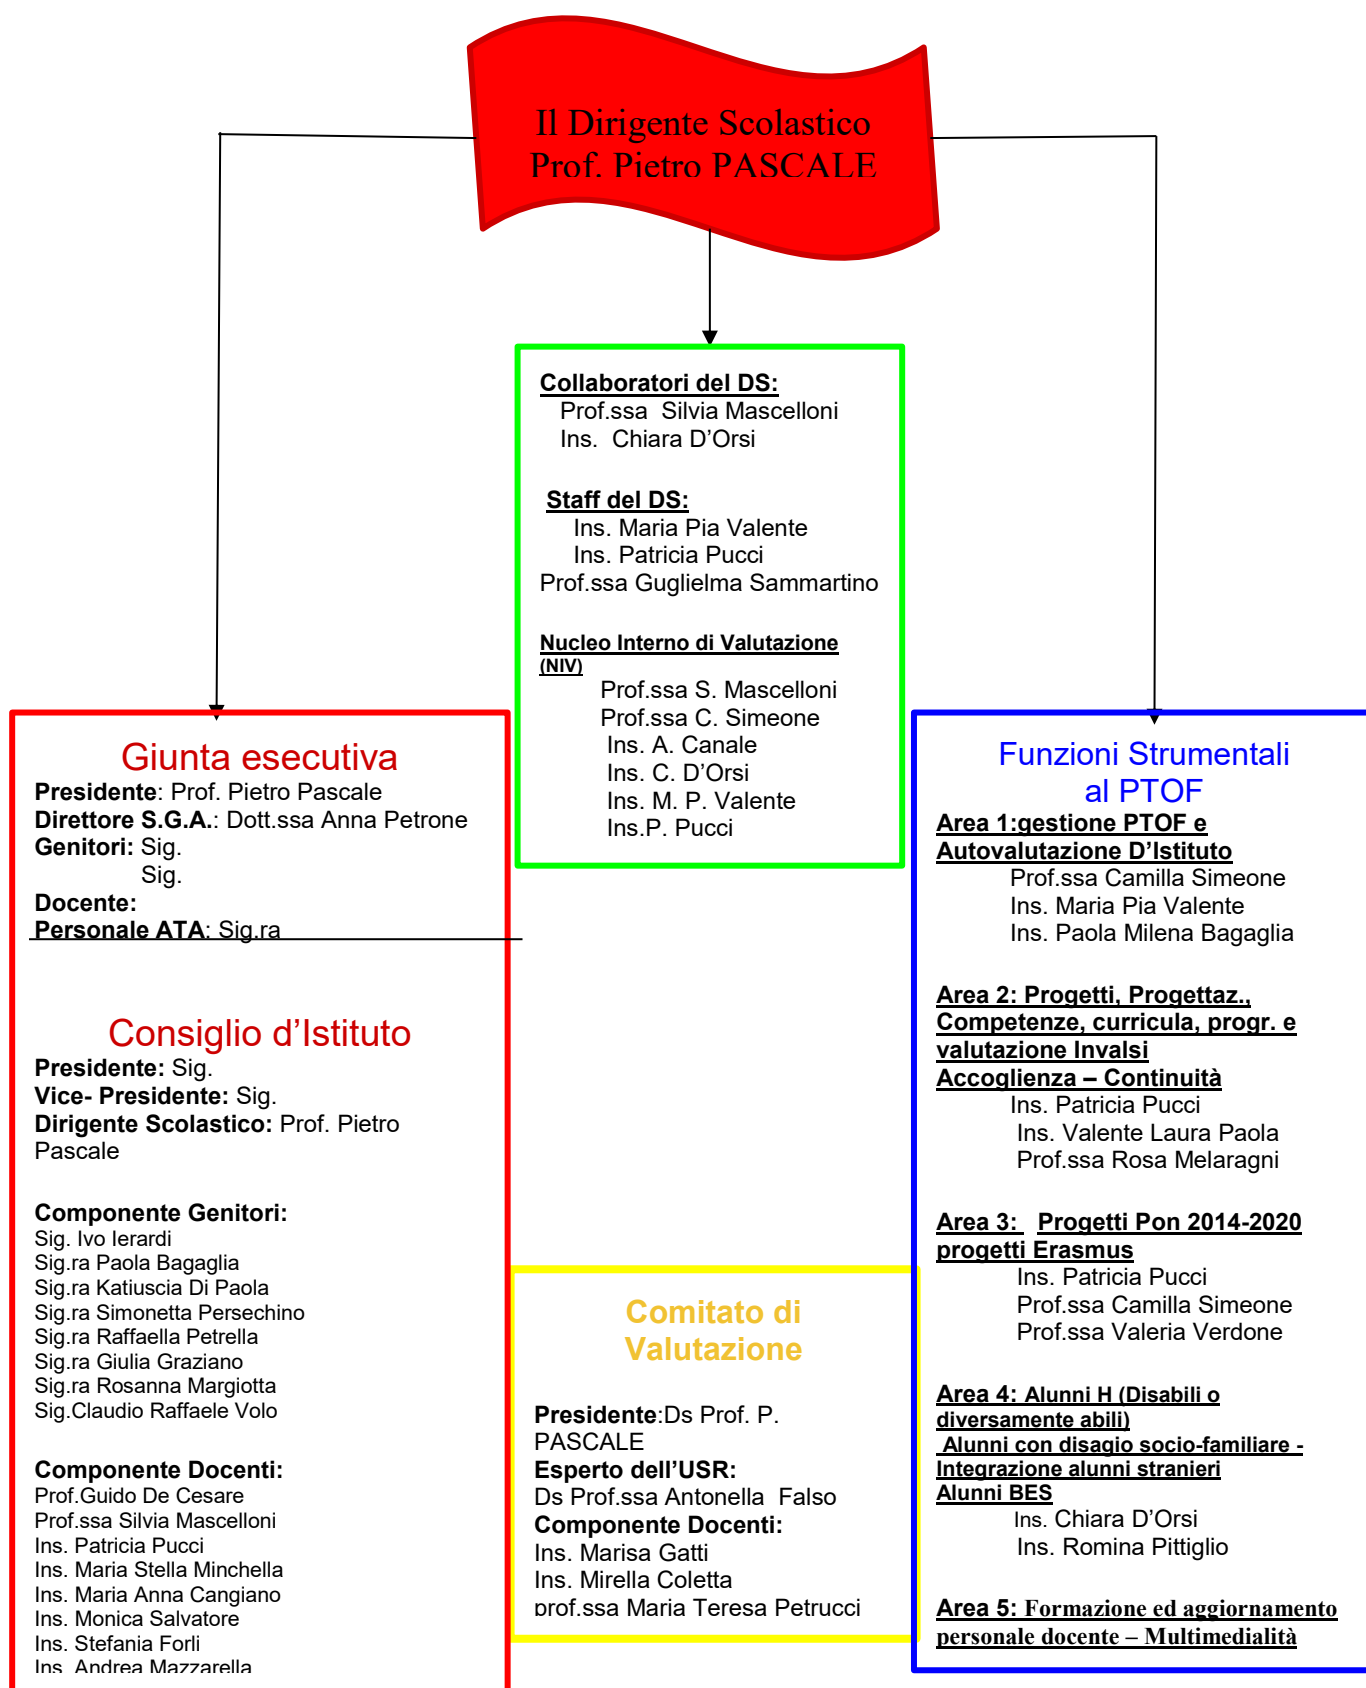 Il Dirigente Scolastico
Prof. Pietro PASCALE
Collaboratori del DS:
Prof.ssa  Silvia Mascelloni
Ins.  Chiara D’Orsi
Staff del DS:
Ins. Maria Pia Valente
Ins. Patricia Pucci
Prof.ssa Guglielma Sammartino
Nucleo Interno di Valutazione
(NIV)
Prof.ssa S. Mascelloni
Prof.ssa C. Simeone
Ins. A. Canale
Ins. C. D’Orsi
Ins. M. P. Valente
Ins.P. Pucci
Giunta esecutiva
Presidente: Prof. Pietro Pascale
Direttore S.G.A.: Dott.ssa Anna Petrone
Genitori: Sig.
Sig.
Docente:
Personale ATA: Sig.ra
Consiglio d’Istituto
Presidente: Sig.
Vice- Presidente: Sig.
Dirigente Scolastico: Prof. Pietro
Pascale
Componente Genitori:
Sig. Ivo Ierardi
Sig.ra Paola Bagaglia
Sig.ra Katiuscia Di Paola
Sig.ra Simonetta Persechino
Sig.ra Raffaella Petrella
Sig.ra Giulia Graziano
Sig.ra Rosanna Margiotta
Sig.Claudio Raffaele Volo
Componente Docenti:
Prof.Guido De Cesare
Prof.ssa Silvia Mascelloni
Ins. Patricia Pucci
Ins. Maria Stella Minchella
Ins. Maria Anna Cangiano
Ins. Monica Salvatore
Ins. Stefania Forli
Ins. Andrea Mazzarella
Comitato di
Valutazione
Presidente:Ds Prof. P.
PASCALE
Esperto dell’USR:
Ds Prof.ssa Antonella  Falso
Componente Docenti:
Ins. Marisa Gatti
Ins. Mirella Coletta
prof.ssa Maria Teresa Petrucci
Funzioni Strumentali
al PTOF
Area 1:gestione PTOF e
Autovalutazione D’Istituto
Prof.ssa Camilla Simeone
Ins. Maria Pia Valente
Ins. Paola Milena Bagaglia
Area 2: Progetti, Progettaz.,
Competenze, curricula, progr. e
valutazione Invalsi
Accoglienza – Continuità
Ins. Patricia Pucci
Ins. Valente Laura Paola
Prof.ssa Rosa Melaragni
Area 3:  Progetti Pon 2014-2020
progetti Erasmus
Ins. Patricia Pucci
Prof.ssa Camilla Simeone
Prof.ssa Valeria Verdone
Area 4: Alunni H (Disabili o
diversamente abili)
Alunni con disagio socio-familiare -
Integrazione alunni stranieri
Alunni BES
Ins. Chiara D’Orsi
Ins. Romina Pittiglio
Area 5: Formazione ed aggiornamento
personale docente – Multimedialità